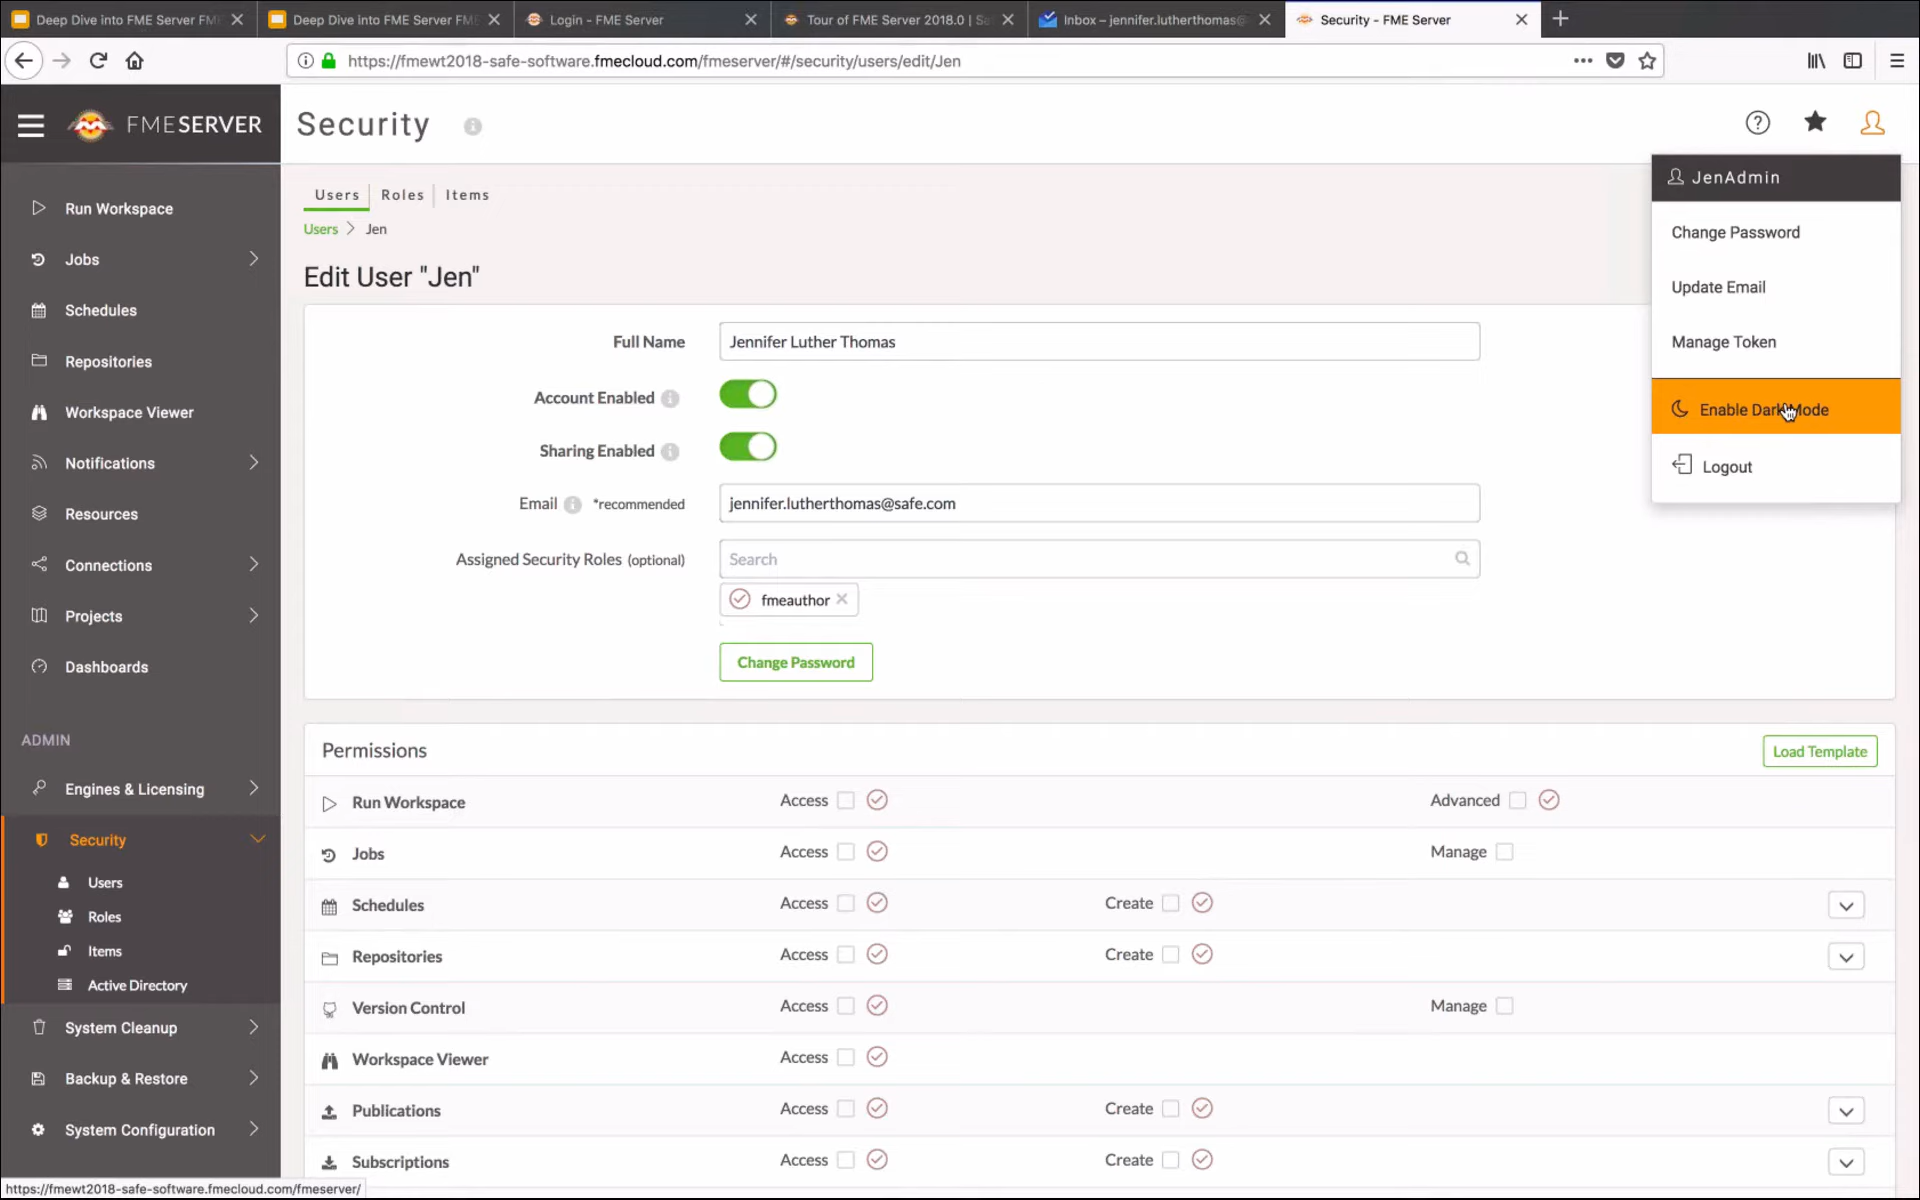 Deep Dive into FME Server FM
Deep Dive into FME Server FM
Login - FME Server
Tour of FME Server 2018.0 | Sa
Inbox – jennifer.lutherthomas@
Security - FME Server
https://fmewt2018-safe-software.fmecloud.com/fmeserver/#/security/users/edit/Jen
FMESERVER
Security
JenAdmin
Change Password
Update Email
Manage Token
Enable Dark Mode
Logout
Run Workspace
Jobs
Schedules
Repositories
Workspace Viewer
Notifications
Resources
Connections
Projects
Dashboards
ADMIN
Engines & Licensing
Security
Users
Roles
Items
Active Directory
System Cleanup
Backup & Restore
System Configuration
Users Roles Items
Users > Jen
Edit User "Jen"
Full Name Jennifer Luther Thomas
Account Enabled
Sharing Enabled
Email *recommended jennifer.lutherthomas@safe.com
Assigned Security Roles (optional) Search
fmeauthor
Change Password
Permissions Load Template
Run Workspace Access Advanced
Jobs Access Manage
Schedules Access Create
Repositories Access Create
Version Control Access Manage
Workspace Viewer Access
Publications Access Create
Subscriptions Access Create
https://fmewt2018-safe-software.fmecloud.com/fmeserver/